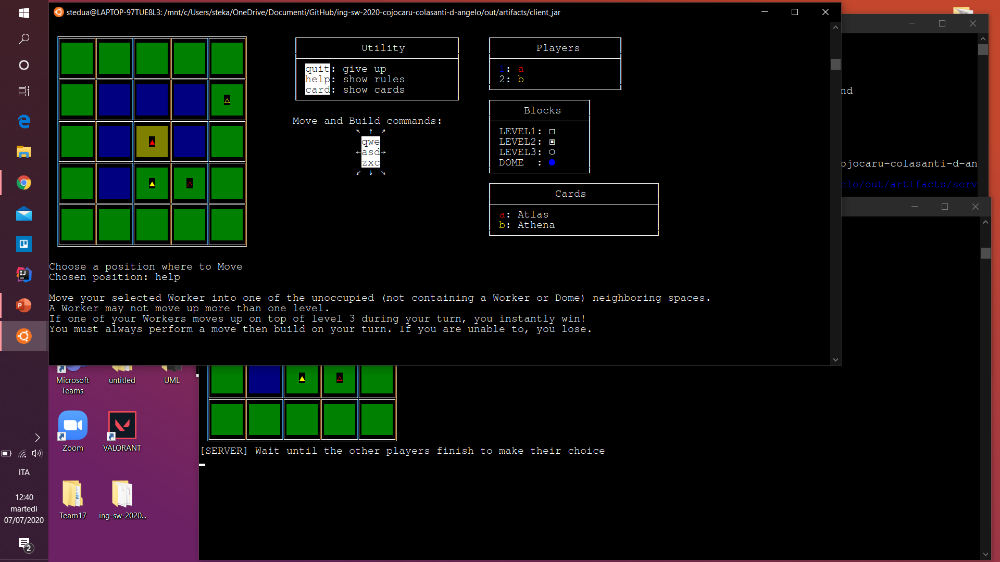 stedua@LAPTOP-97TUE8L3: /mnt/c/Users/steka/OneDrive/Documenti/GitHub/ing-sw-2020-cojocaru-colasanti-d-angelo/out/artifacts/client_jar
Utility
quit: give up
help: show rules
card: show cards
Move and Build commands:
↖ ↑ ↗
qwe
←asd→
zxc
↙ ↓ ↘
Players
1: a
2: b
Blocks
LEVEL1: □
LEVEL2: ▣
LEVEL3: ⬡
DOME : ●
Cards
a: Atlas
b: Athena
Choose a position where to Move
Chosen position: help
Move your selected Worker into one of the unoccupied (not containing a Worker or Dome) neighboring spaces.
A Worker may not move up more than one level.
If one of your Workers moves up on top of level 3 during your turn, you instantly win!
You must always perform a move then build on your turn. If you are unable to, you lose.
nd
ojocaru-colasanti-d-an
elo/out/artifacts/serv
[SERVER] Wait until the other players finish to make their choice
Microsoft Teams
untitled
UML
Zoom
VALORANT
Team17
ing-sw-2020...
ITA
12:40
martedì
07/07/2020
2